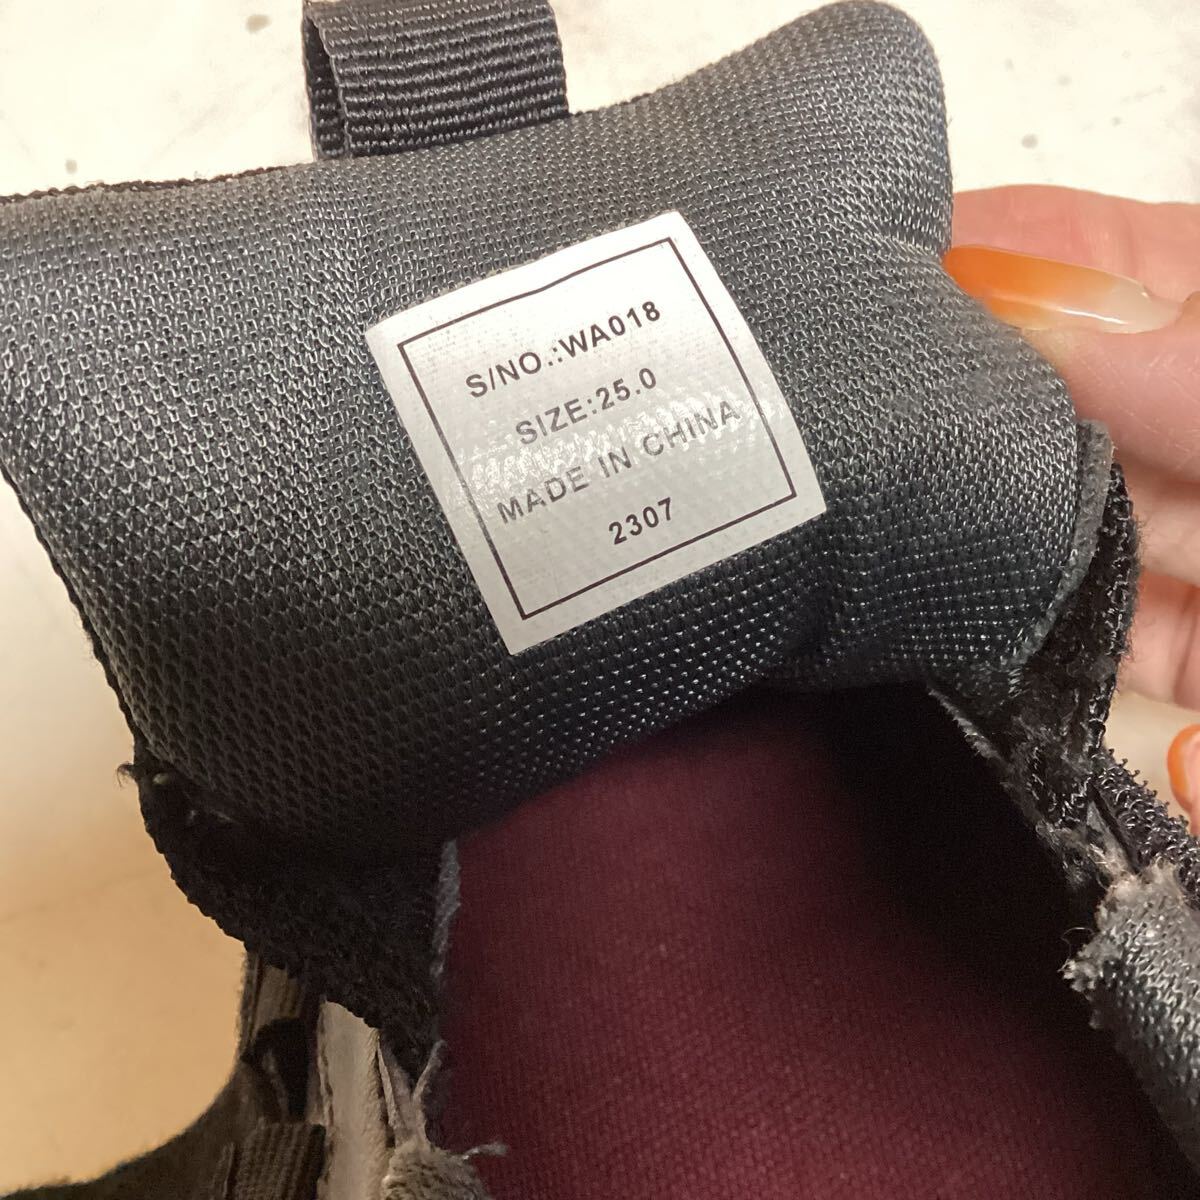 S/NO.:WA018
SIZE:25.0
MADE IN CHINA
2307